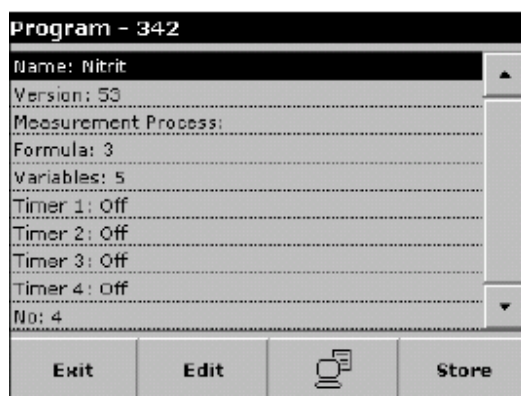 Program - 342
Name: Nitrit
Version: 53
Measurement Process:
Formula: 3
Variables: 5
Timer 1: Off
Timer 2: Off
Timer 3: Off
Timer 4: Off
No: 4
Exit Edit Store